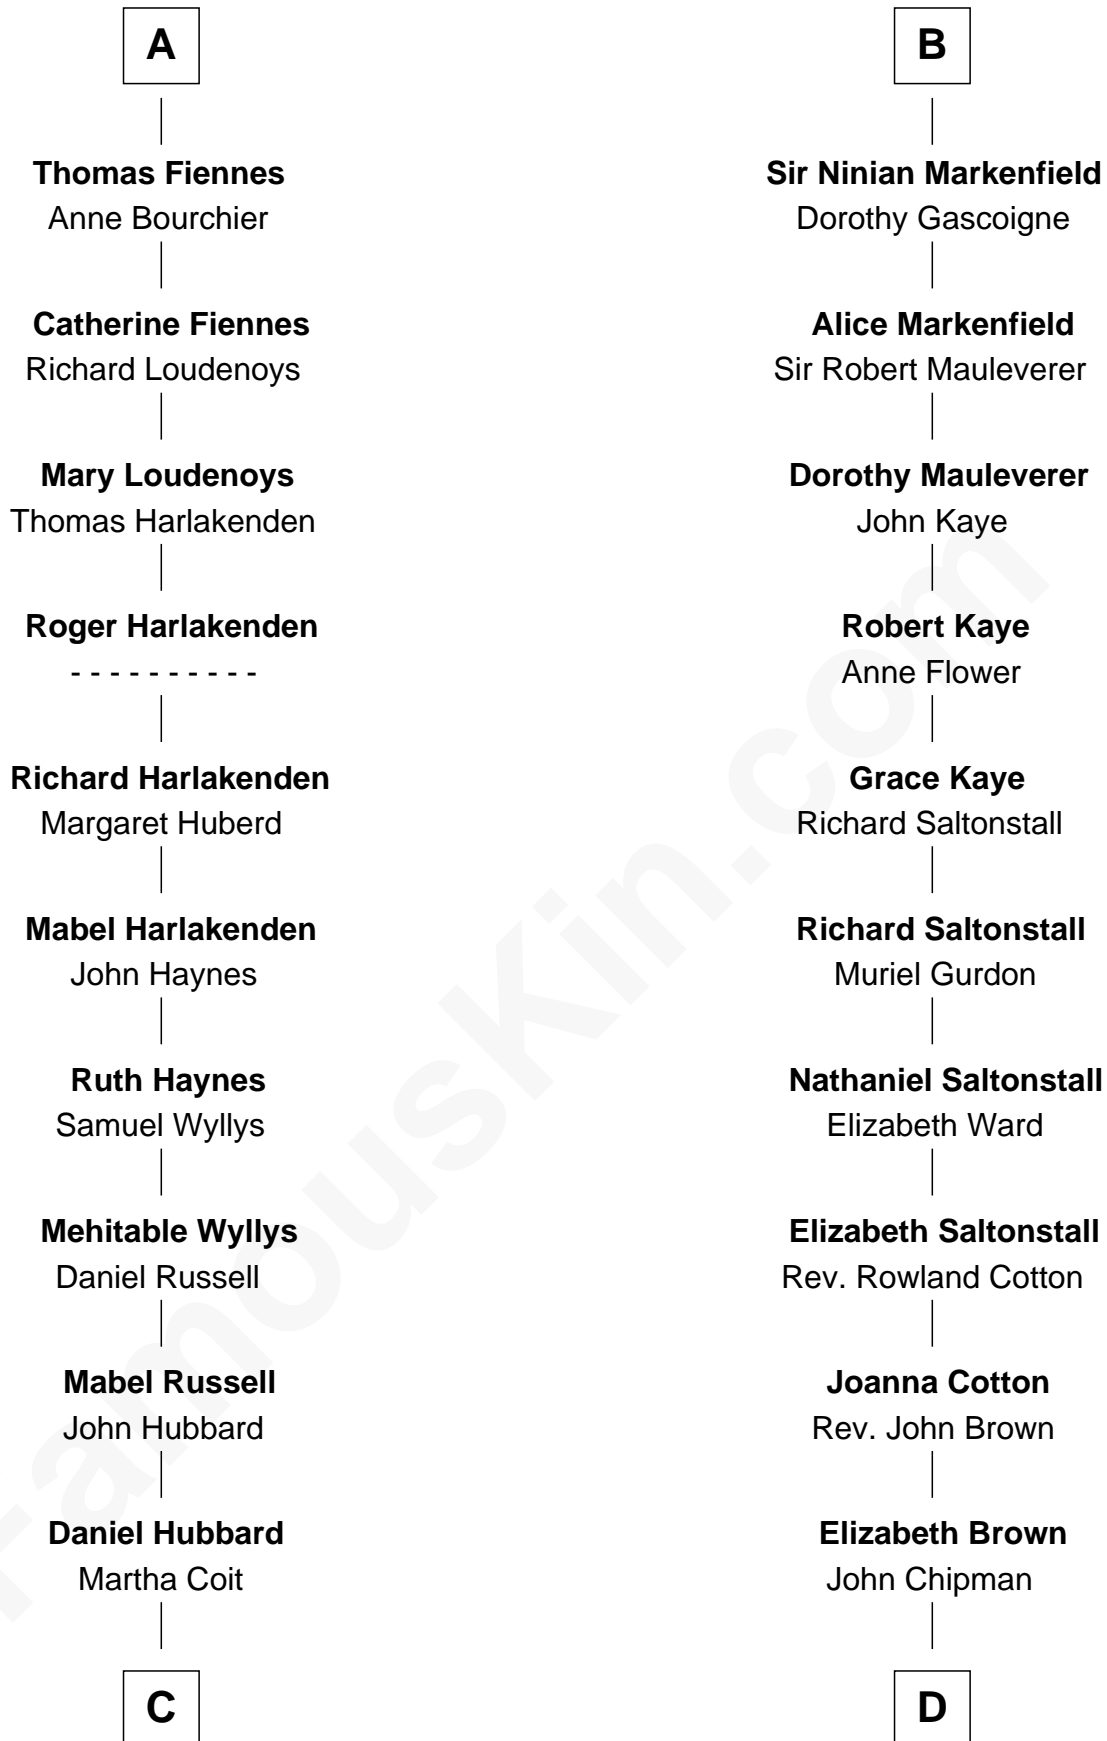 A
Thomas Fiennes
Anne Bourchier
Catherine Fiennes
Richard Loudenoys
Mary Loudenoys
Thomas Harlakenden
Roger Harlakenden
- - - - - - - - - -
Richard Harlakenden
Margaret Huberd
Mabel Harlakenden
John Haynes
Ruth Haynes
Samuel Wyllys
Mehitable Wyllys
Daniel Russell
Mabel Russell
John Hubbard
Daniel Hubbard
Martha Coit
C
B
Sir Ninian Markenfield
Dorothy Gascoigne
Alice Markenfield
Sir Robert Mauleverer
Dorothy Mauleverer
John Kaye
Robert Kaye
Anne Flower
Grace Kaye
Richard Saltonstall
Richard Saltonstall
Muriel Gurdon
Nathaniel Saltonstall
Elizabeth Ward
Elizabeth Saltonstall
Rev. Rowland Cotton
Joanna Cotton
Rev. John Brown
Elizabeth Brown
John Chipman
D
FamousKin.com